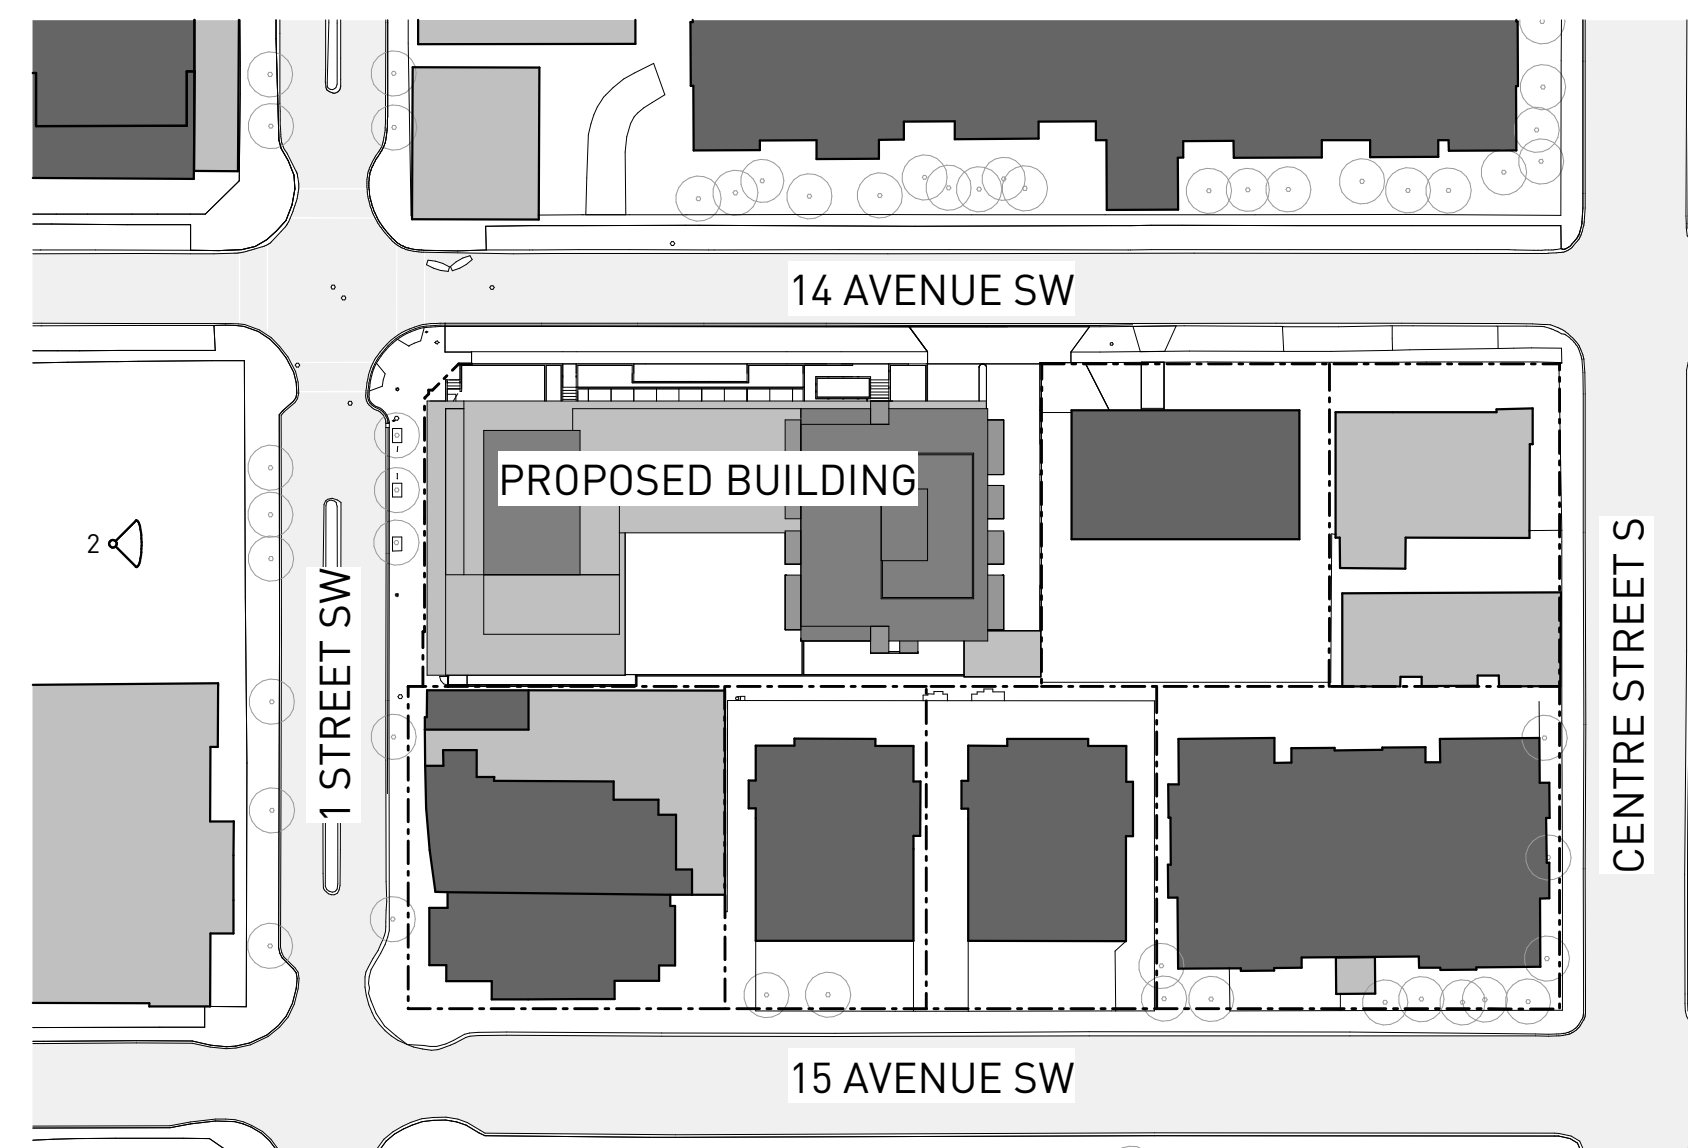 14 AVENUE SW
PROPOSED BUILDING
2
1 STREET SW
CENTRE STREET S
15 AVENUE SW